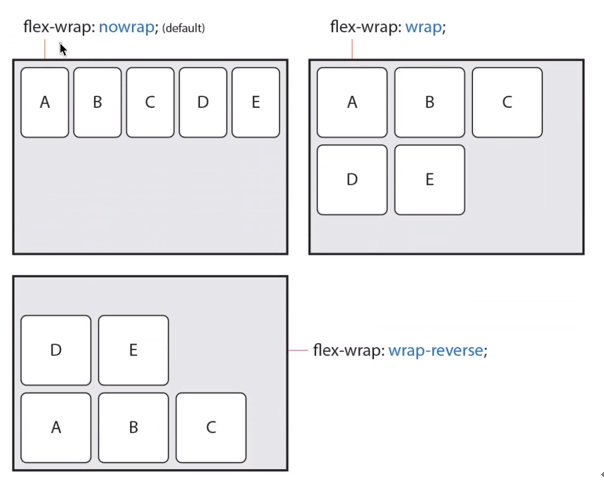 flex-wrap: nowrap; (default)
A B C D E
flex-wrap: wrap;
A B C
D E
D E
A B C
flex-wrap: wrap-reverse;